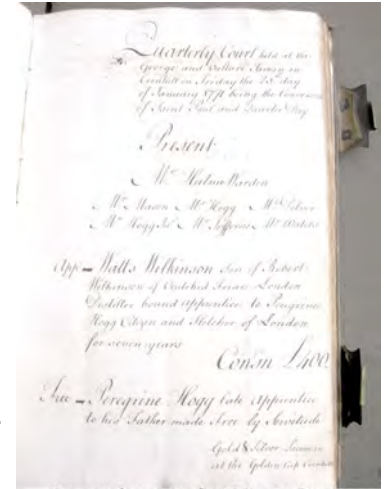 Quarterly Court held at the
George and Vulture Tavern in
Cornhill on Friday the 25th day
of January 1771 being the Conversion
of Saint Paul and Quarter Day
Present
Mr Hulme Warden
Mr Mason Mr Hogg Mr
Mr Hogg Jr Mr Jefferies Mr
App = Watts Wilkinson Son of Robert
Wilkinson of London
Distiller bound apprentice to Peregrine
Hogg Citizen and of London
for seven years
Consn £400
Free = Peregrine Hogg late Apprentice
to his Father made free by Servitude
Gold & Silver
at the Golden Cup Cornhill